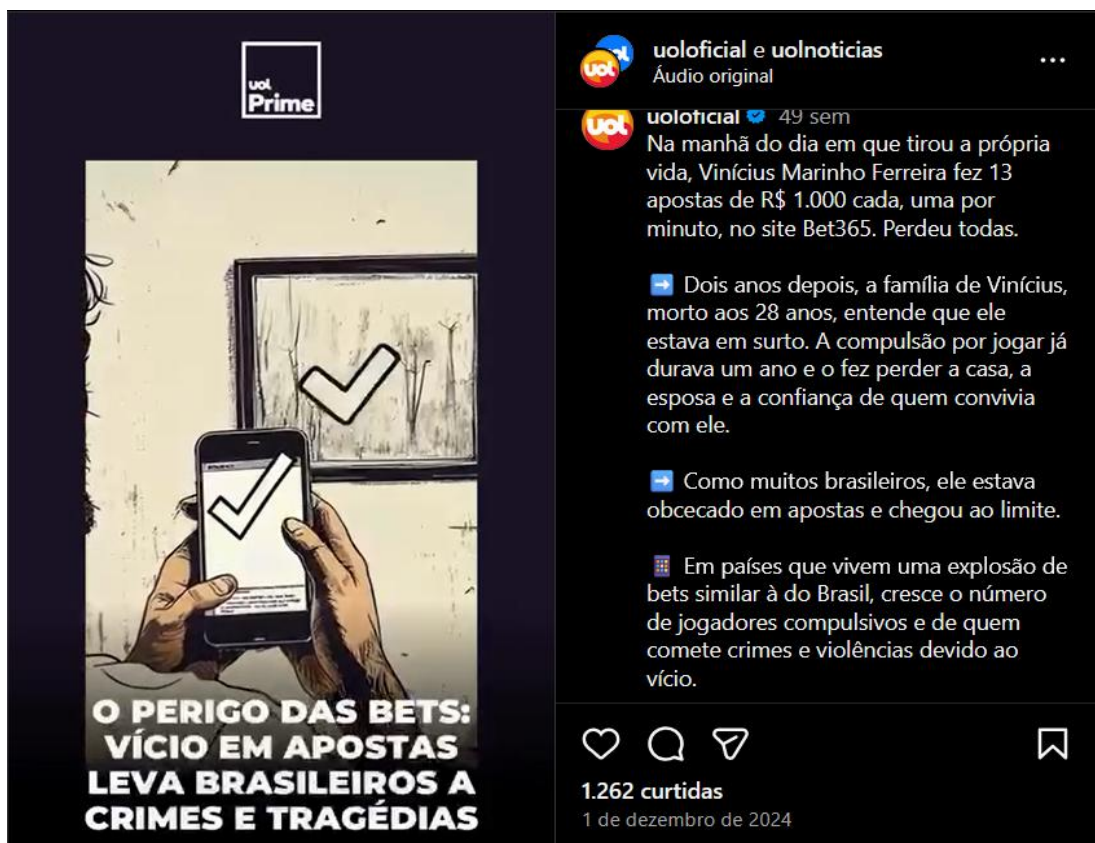 uol
Prime
O PERIGO DAS BETS:
VÍCIO EM APOSTAS
LEVA BRASILEIROS A
CRIMES E TRAGÉDIAS
uol
uol
uoloficial e uolnoticias
Áudio original
uol
uoloficial 49 sem
Na manhã do dia em que tirou a própria
vida, Vinícius Marinho Ferreira fez 13
apostas de R$ 1.000 cada, uma por
minuto, no site Bet365. Perdeu todas.
➡️ Dois anos depois, a família de Vinícius,
morto aos 28 anos, entende que ele
estava em surto. A compulsão por jogar já
durava um ano e o fez perder a casa, a
esposa e a confiança de quem convivia
com ele.
➡️ Como muitos brasileiros, ele estava
obcecado em apostas e chegou ao limite.
Em países que vivem uma explosão de
bets similar à do Brasil, cresce o número
de jogadores compulsivos e de quem
comete crimes e violências devido ao
vício.
1.262 curtidas
1 de dezembro de 2024